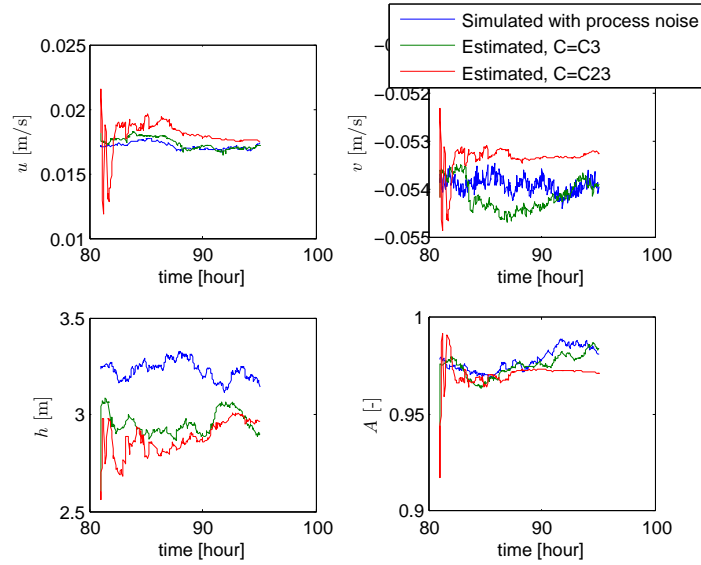 Simulated with process noise
Estimated, C=C3
Estimated, C=C23
0.025
0.02
0.015
0.01
80
90
100
time [hour]
u [m/s]
−0.052
−0.053
−0.054
−0.055
80
90
100
time [hour]
v [m/s]
3.5
3
2.5
80
90
100
time [hour]
h [m]
1
0.95
0.9
80
90
100
time [hour]
A [-]